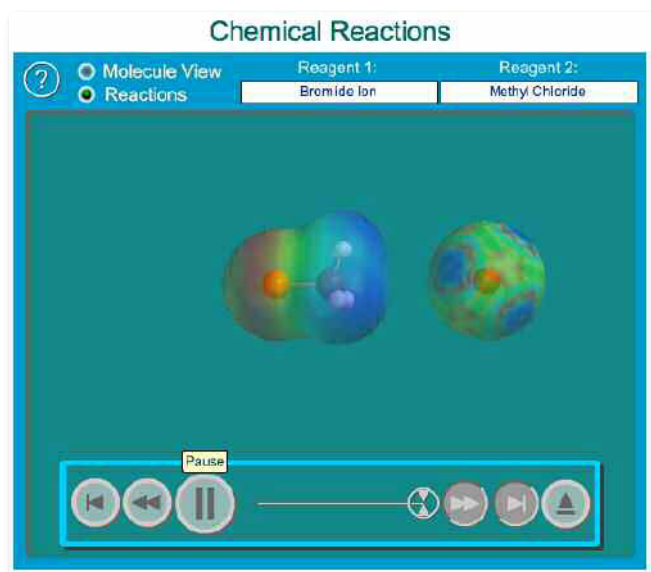 Chemical Reactions
?
Molecule View
Reactions
Reagent 1:
Bromide Ion
Reagent 2:
Methyl Chloride
Pause